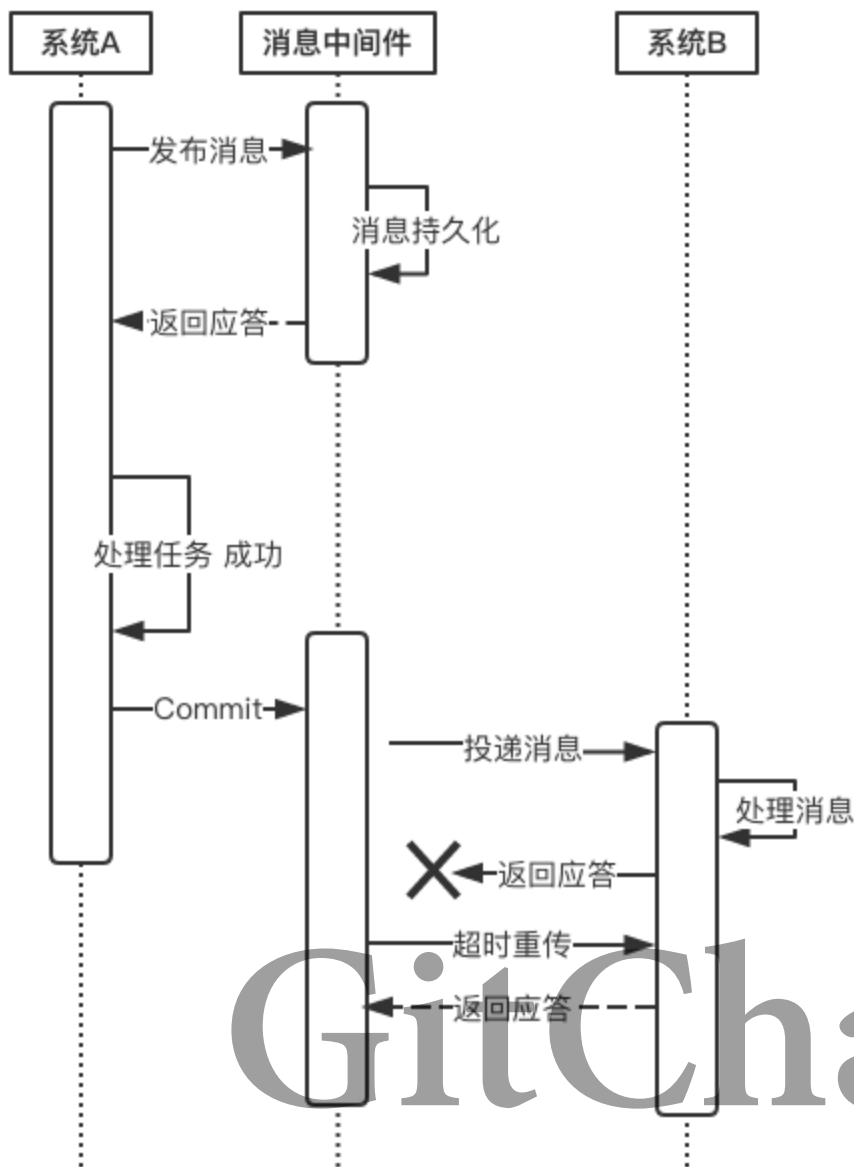 系统A
消息中间件
系统B
发布消息
消息持久化
返回应答
处理任务 成功
Commit
投递消息
处理消息
返回应答
超时重传
返回应答
GitCha